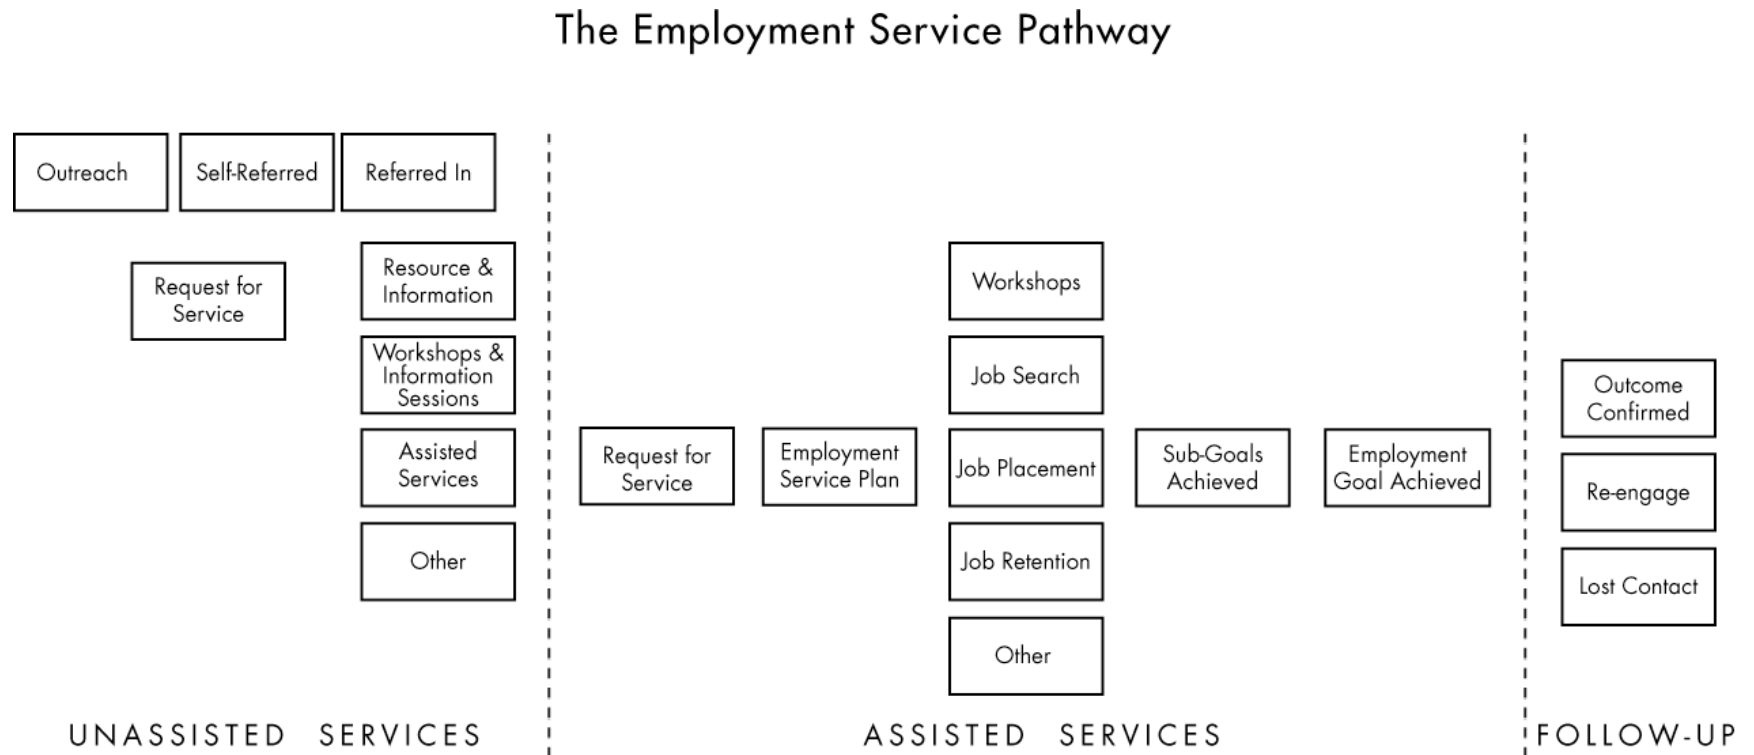 The Employment Service Pathway
Outreach
Self-Referred
Referred In
Request for
Service
Resource &
Information
Workshops &
Information
Sessions
Assisted
Services
Other
UNASSISTED SERVICES
Request for
Service
Employment
Service Plan
Workshops
Job Search
Job Placement
Job Retention
Other
Sub-Goals
Achieved
Employment
Goal Achieved
ASSISTED SERVICES
Outcome
Confirmed
Re-engage
Lost Contact
FOLLOW-UP